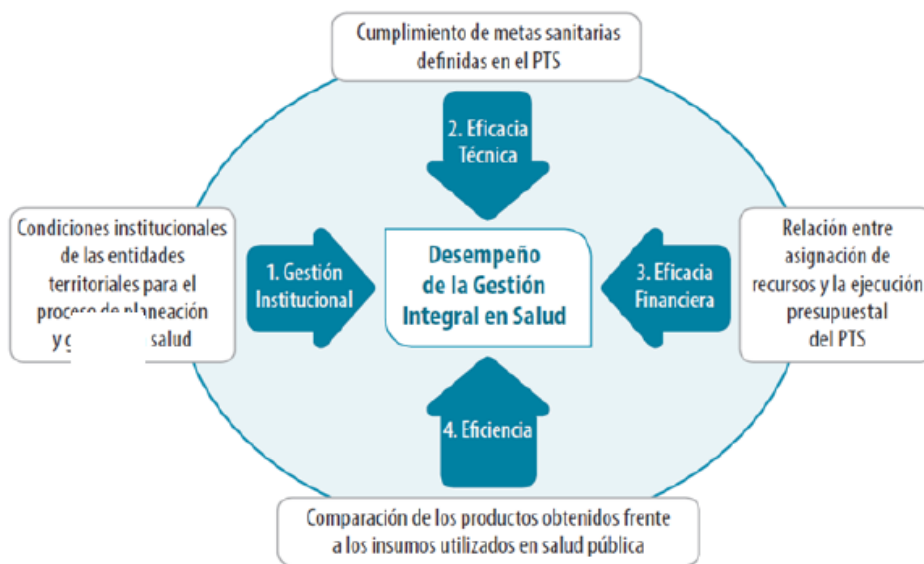 Cumplimiento de metas sanitarias
definidas en el PTS
2. Eficacia
Técnica
Condiciones institucionales
de las entidades
territoriales para el
proceso de planeación
y salud
1. Gestión
Institucional
Desempeño
de la Gestión
Integral en Salud
3. Eficacia
Financiera
Relación entre
asignación de
recursos y la ejecución
presupuestal
del PTS
4. Eficiencia
Comparación de los productos obtenidos frente
a los insumos utilizados en salud pública